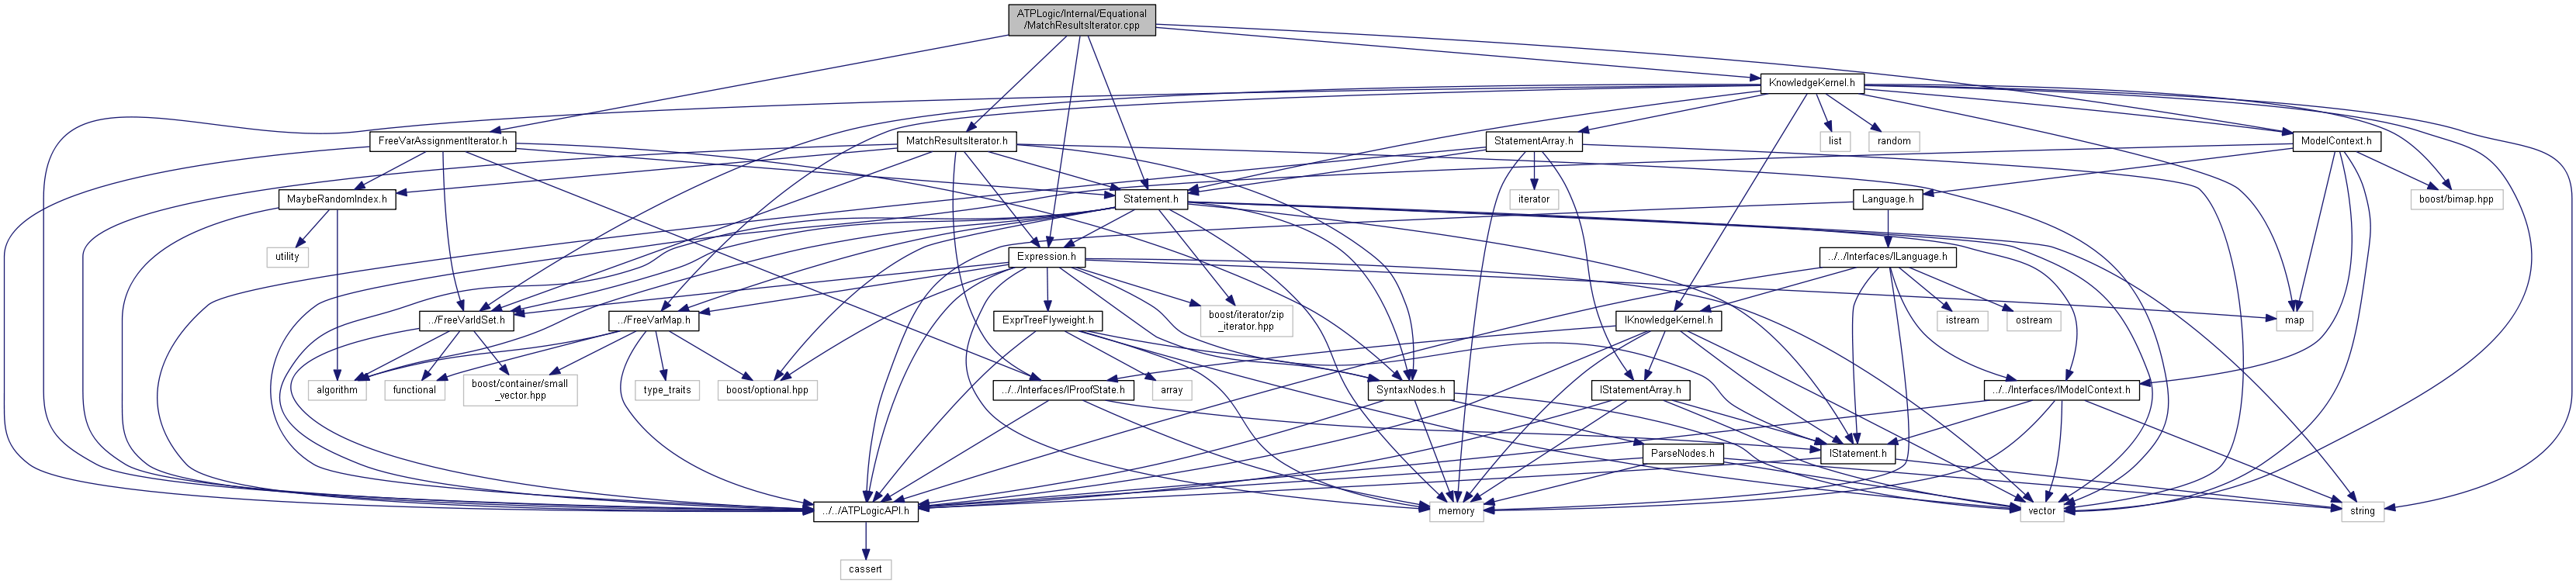 ATPLogic/Internal/Equational
/MatchResultsIterator.cpp
KnowledgeKernel.h
FreeVarAssignmentIterator.h
MatchResultsIterator.h
StatementArray.h
list
random
ModelContext.h
MaybeRandomIndex.h
Statement.h
iterator
Language.h
boost/bimap.hpp
utility
Expression.h
../../Interfaces/ILanguage.h
../FreeVarIdSet.h
../FreeVarMap.h
ExprTreeFlyweight.h
boost/iterator/zip
_iterator.hpp
IKnowledgeKernel.h
istream
ostream
map
algorithm
functional
boost/container/small
_vector.hpp
type_traits
boost/optional.hpp
../../Interfaces/IProofState.h
array
SyntaxNodes.h
IStatementArray.h
../../Interfaces/IModelContext.h
ParseNodes.h
IStatement.h
../../ATPLogicAPI.h
memory
vector
string
cassert